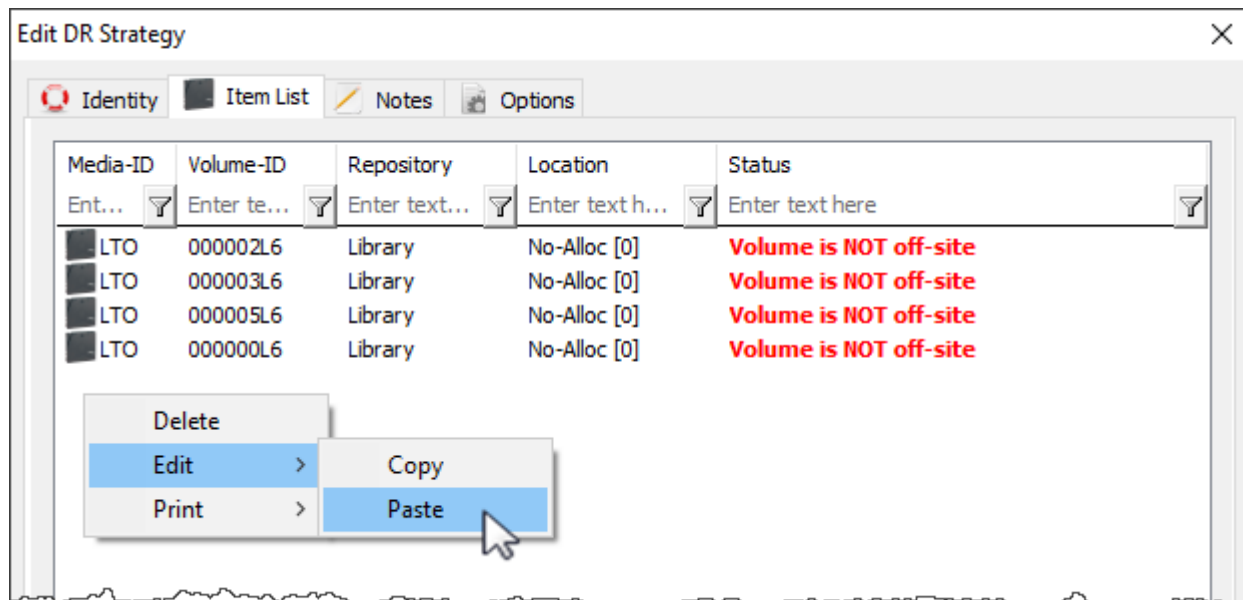 Edit DR Strategy
Identity Item List Notes Options
Media-ID Volume-ID Repository Location Status
Ent... Enter te... Enter text... Enter text h... Enter text here
LTO 000002L6 Library No-Alloc [0] Volume is NOT off-site
LTO 000003L6 Library No-Alloc [0] Volume is NOT off-site
LTO 000005L6 Library No-Alloc [0] Volume is NOT off-site
LTO 000000L6 Library No-Alloc [0] Volume is NOT off-site
Delete
Edit > Copy
Print > Paste